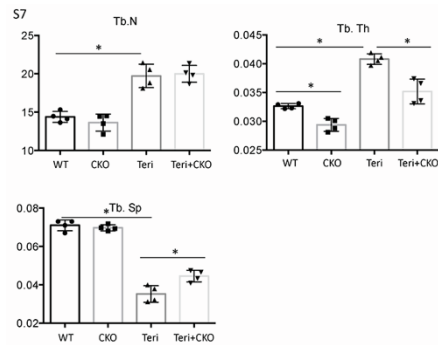 S7
Tb.N
*
25
20
15
10
WT CKO Teri Teri+CKO
Tb. Th
* *
*
0.045
0.040
0.035
0.030
0.025
WT CKO Teri Teri+CKO
Tb. Sp
*
*
0.08
0.06
0.04
0.02
WT CKO Teri Teri+CKO